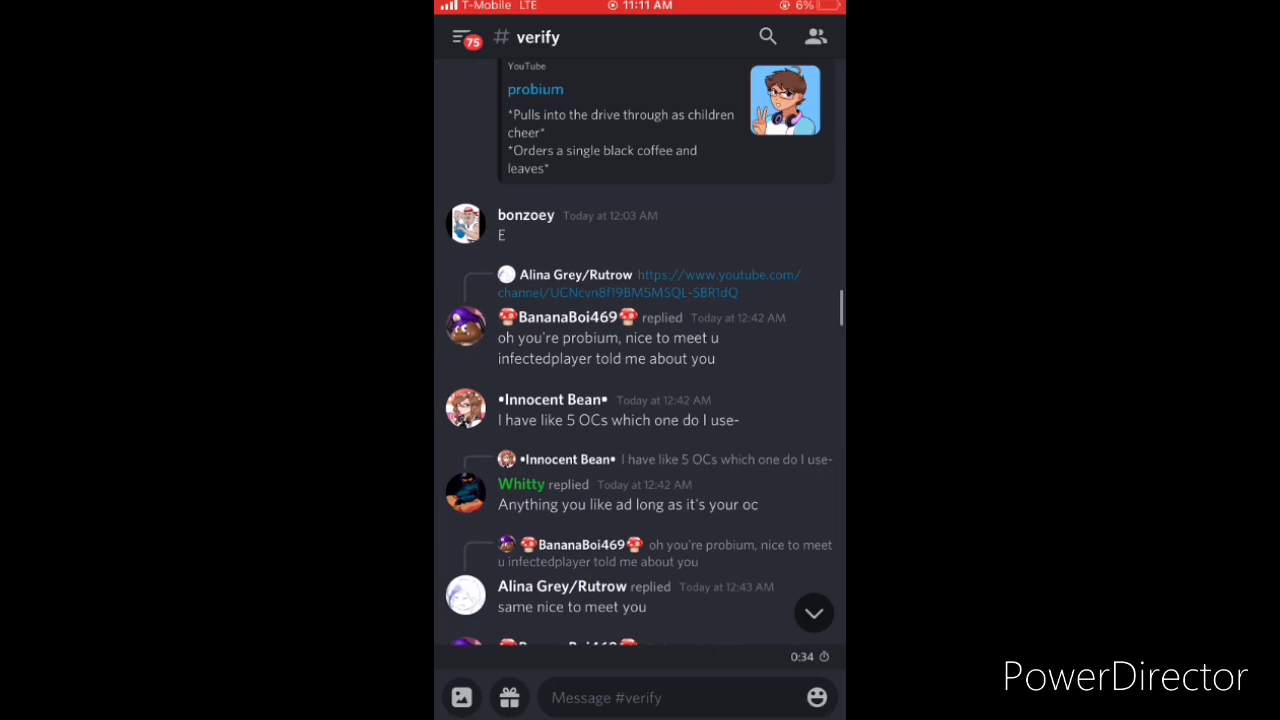 T-Mobile LTE 11:11 AM 6%
75 # verify
YouTube
probium
*Pulls into the drive through as children
cheer*
*Orders a single black coffee and
leaves*
bonzoey Today at 12:03 AM
E
Alina Grey/Rutrow https://www.youtube.com/
channel/UCNcvn8f19BM5MSQL-SBR1dQ
🍄BananaBoi469🍄 replied Today at 12:42 AM
oh you're probium, nice to meet u
infectedplayer told me about you
•Innocent Bean• Today at 12:42 AM
I have like 5 OCs which one do I use-
•Innocent Bean• I have like 5 OCs which one do I use-
Whitty replied Today at 12:42 AM
Anything you like ad long as it's your oc
🍄BananaBoi469🍄 oh you're probium, nice to meet
u infectedplayer told me about you
Alina Grey/Rutrow replied Today at 12:43 AM
same nice to meet you
🍄BananaBoi469🍄
0:34
Message #verify
PowerDirector